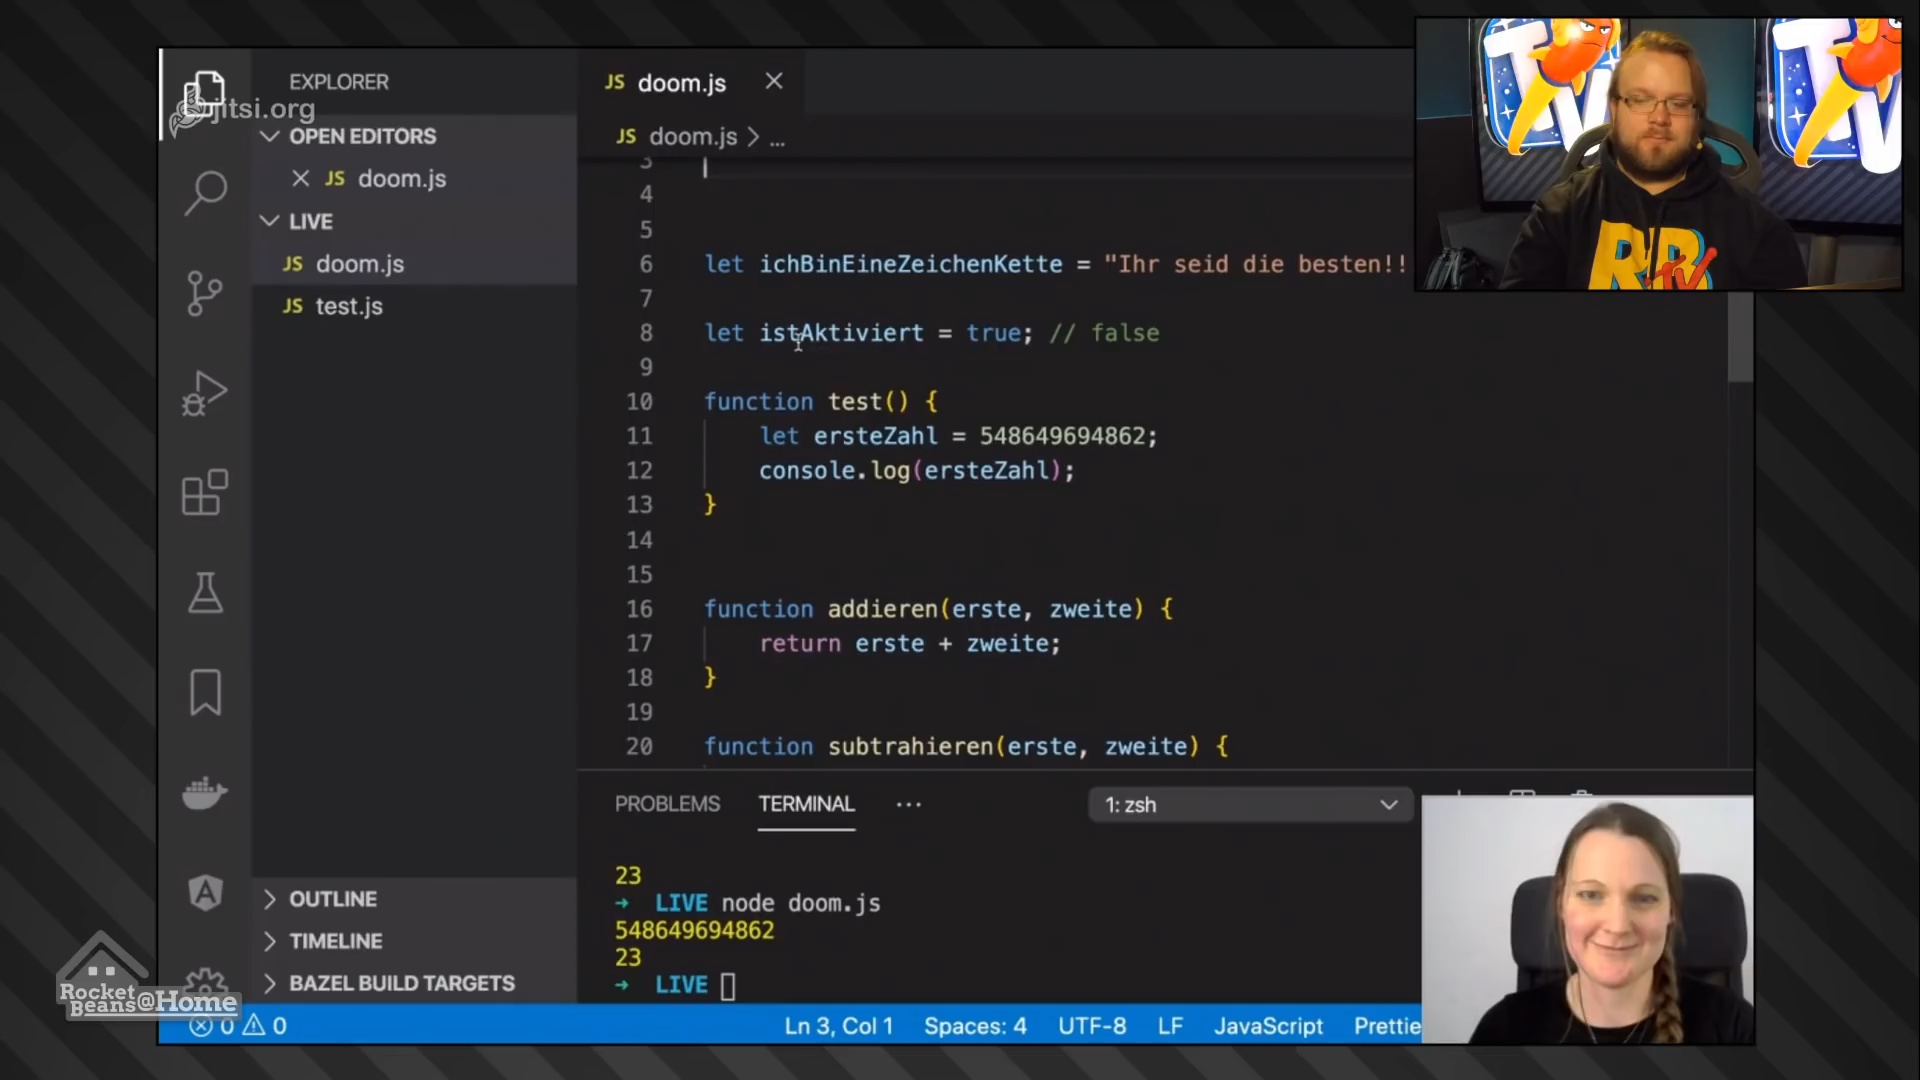 EXPLORER
jitsi.org
OPEN EDITORS
JS doom.js
LIVE
JS doom.js
JS test.js
OUTLINE
TIMELINE
BAZEL BUILD TARGETS
JS doom.js
JS doom.js > ...
3
4
5
6 let ichBinEineZeichenKette = "Ihr seid die besten!!
7
8 let istAktiviert = true; // false
9
10 function test() {
11 let ersteZahl = 548649694862;
12 console.log(ersteZahl);
13 }
14
15
16 function addieren(erste, zweite) {
17 return erste + zweite;
18 }
19
20 function subtrahieren(erste, zweite) {
PROBLEMS TERMINAL ... 1: zsh
23
→ LIVE node doom.js
548649694862
23
→ LIVE
Rocket
Beans@Home
0 0 Ln 3, Col 1 Spaces: 4 UTF-8 LF JavaScript Prettie
TV
TV
RB
TV